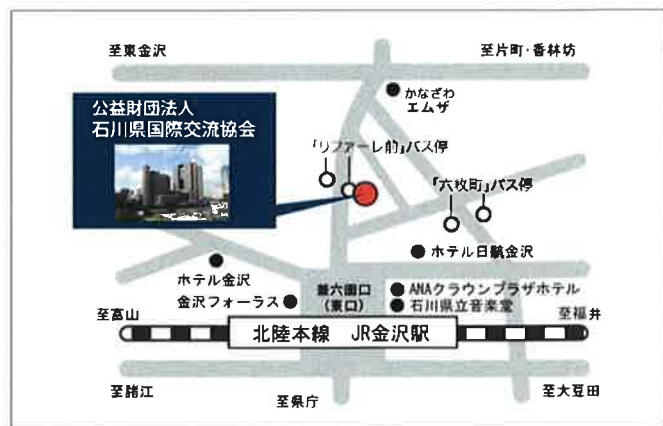 至東金沢
至片町・香林坊
かなざわ
エムザ
公益財団法人
石川県国際交流協会
「リファーレ前」バス停
「六枚町」バス停
ホテル日航金沢
ホテル金沢
金沢フォーラス
兼六園口
(東口)
ANAクラウンプラザホテル
石川県立音楽堂
至富山
至福井
北陸本線 JR金沢駅
至諸江
至県庁
至大豆田